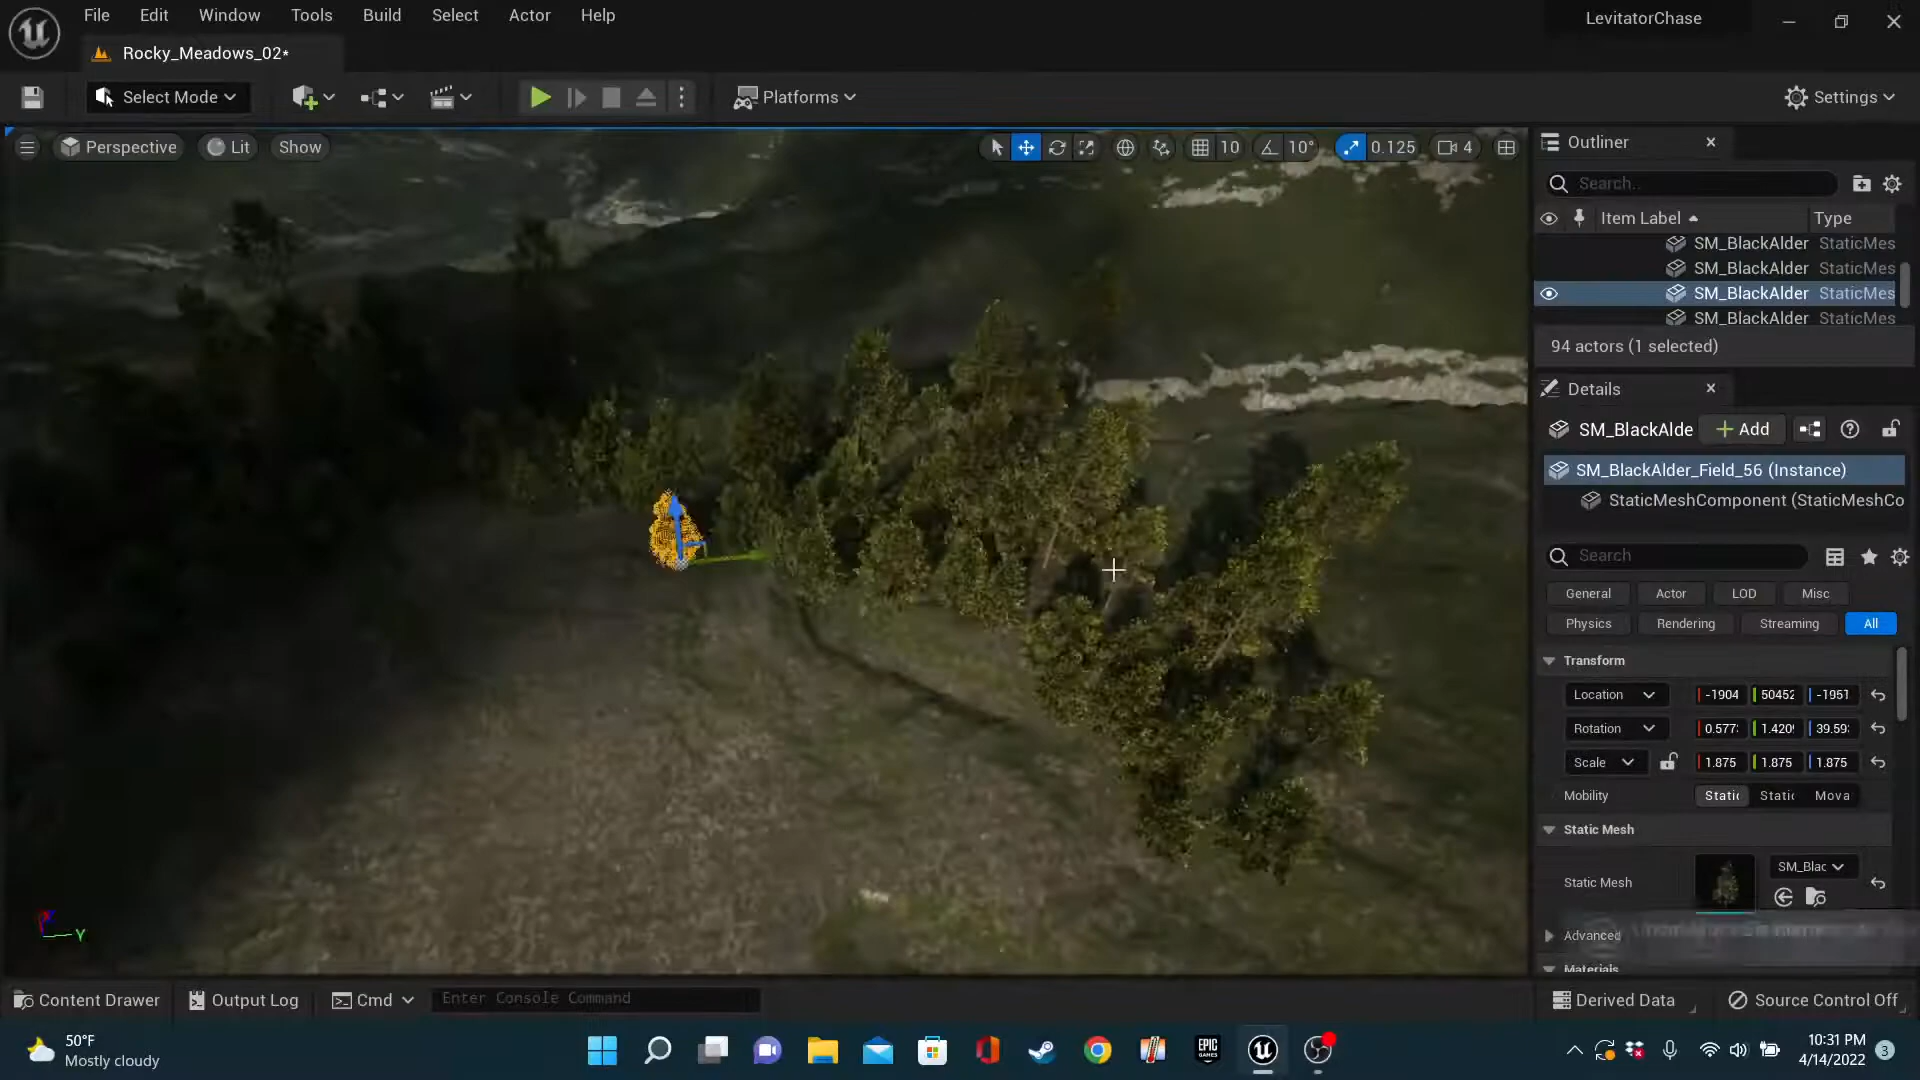 File Edit Window Tools Build Select Actor Help
LevitatorChase
Rocky_Meadows_02*
Select Mode
Platforms
Settings
Perspective
Lit
Show
10
10°
0.125
4
Outliner
Search..
Item Label
Type
SM_BlackAlder StaticMes
SM_BlackAlder StaticMes
SM_BlackAlder StaticMes
SM_BlackAlder StaticMes
94 actors (1 selected)
Details
SM_BlackAlde
Add
SM_BlackAlder_Field_56 (Instance)
StaticMeshComponent (StaticMeshCo
Search
General Actor LOD Misc
Physics Rendering Streaming All
Transform
Location -1904 50452 -1951
Rotation 0.577 1.420 39.59
Scale 1.875 1.875 1.875
Mobility Static Static Mova
Static Mesh
Static Mesh
SM_Blac
Advanced
Materials
Y
Content Drawer
Output Log
Cmd
Enter Console Command
Derived Data
Source Control Off
50°F
Mostly cloudy
EPIC
GAMES
10:31 PM
4/14/2022
3